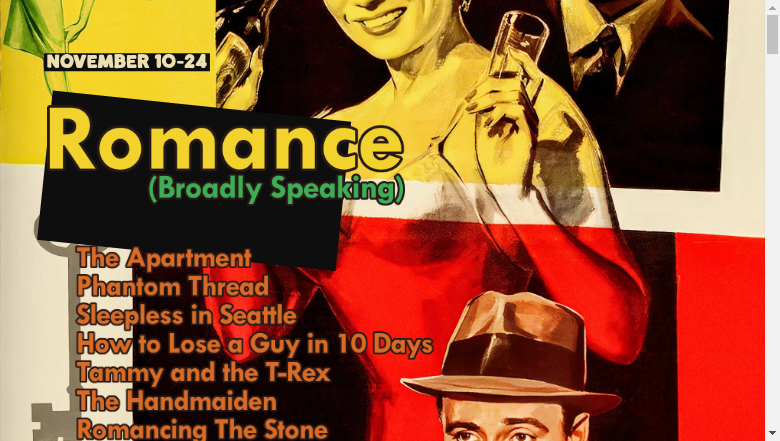 NOVEMBER 10-24
Romance
(Broadly Speaking)
The Apartment
Phantom Thread
Sleepless in Seattle
How to Lose a Guy in 10 Days
Tammy and the T-Rex
The Handmaiden
Romancing The Stone